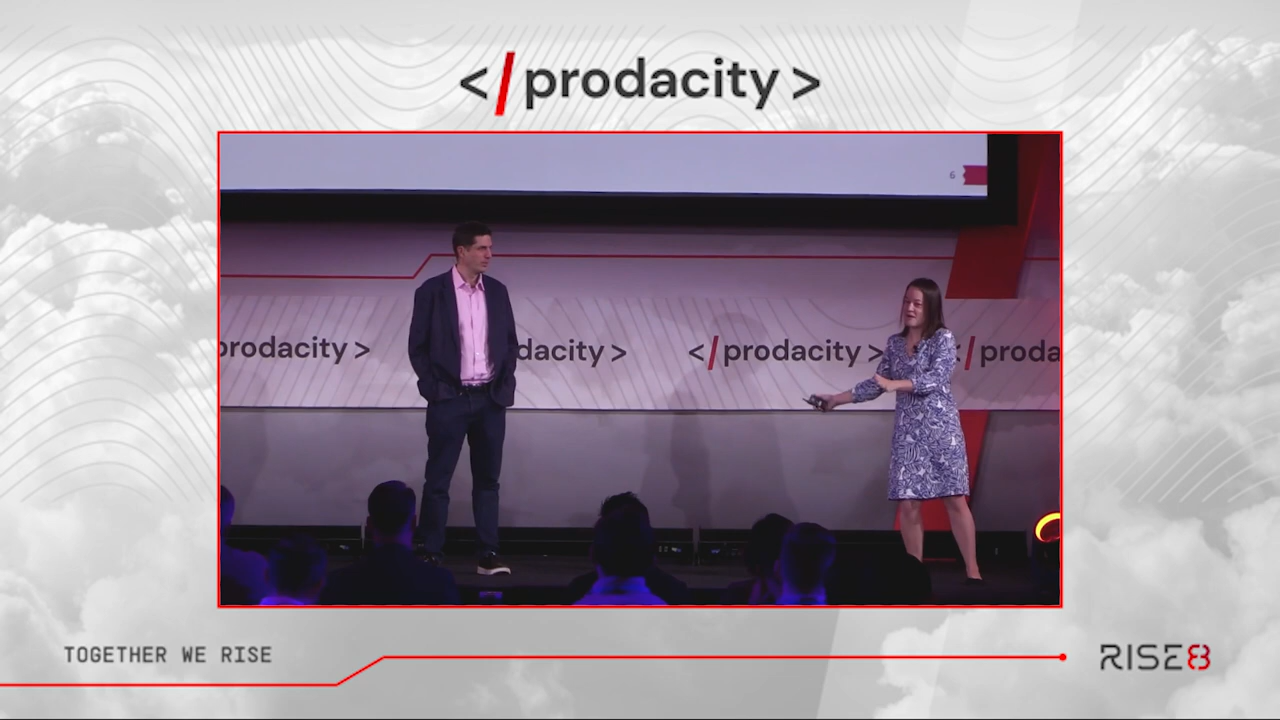 </prodacity>
6
prodacity>
dacity>
</prodacity>
/proda
TOGETHER WE RISE
RISE8